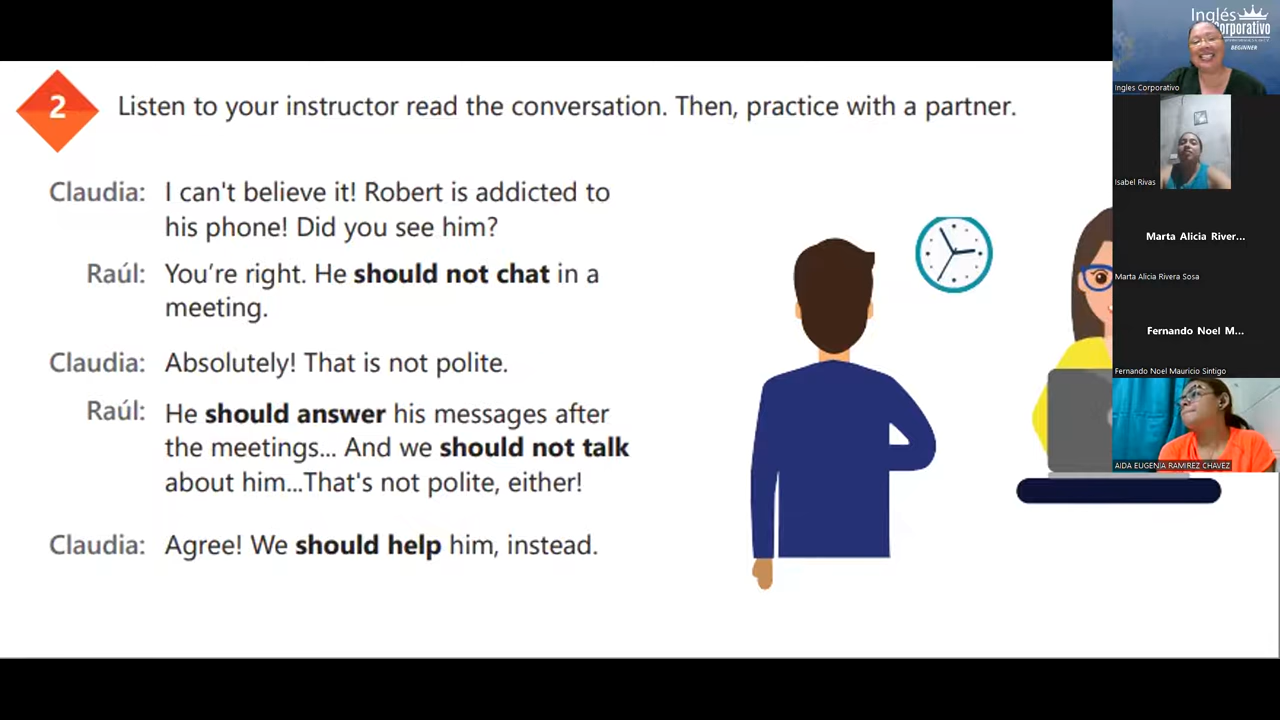 2
Listen to your instructor read the conversation. Then, practice with a partner.
Claudia: I can't believe it! Robert is addicted to
his phone! Did you see him?
Raúl: You're right. He should not chat in a
meeting.
Claudia: Absolutely! That is not polite.
Raúl: He should answer his messages after
the meetings... And we should not talk
about him...That's not polite, either!
Claudia: Agree! We should help him, instead.
Inglés
Corporativo
BEGINNER
Ingles Corporativo
Isabel Rivas
Marta Alicia River...
Marta Alicia Rivera Sosa
Fernando Noel M...
Fernando Noel Mauricio Sintigo
AIDA EUGENIA RAMIREZ CHAVEZ